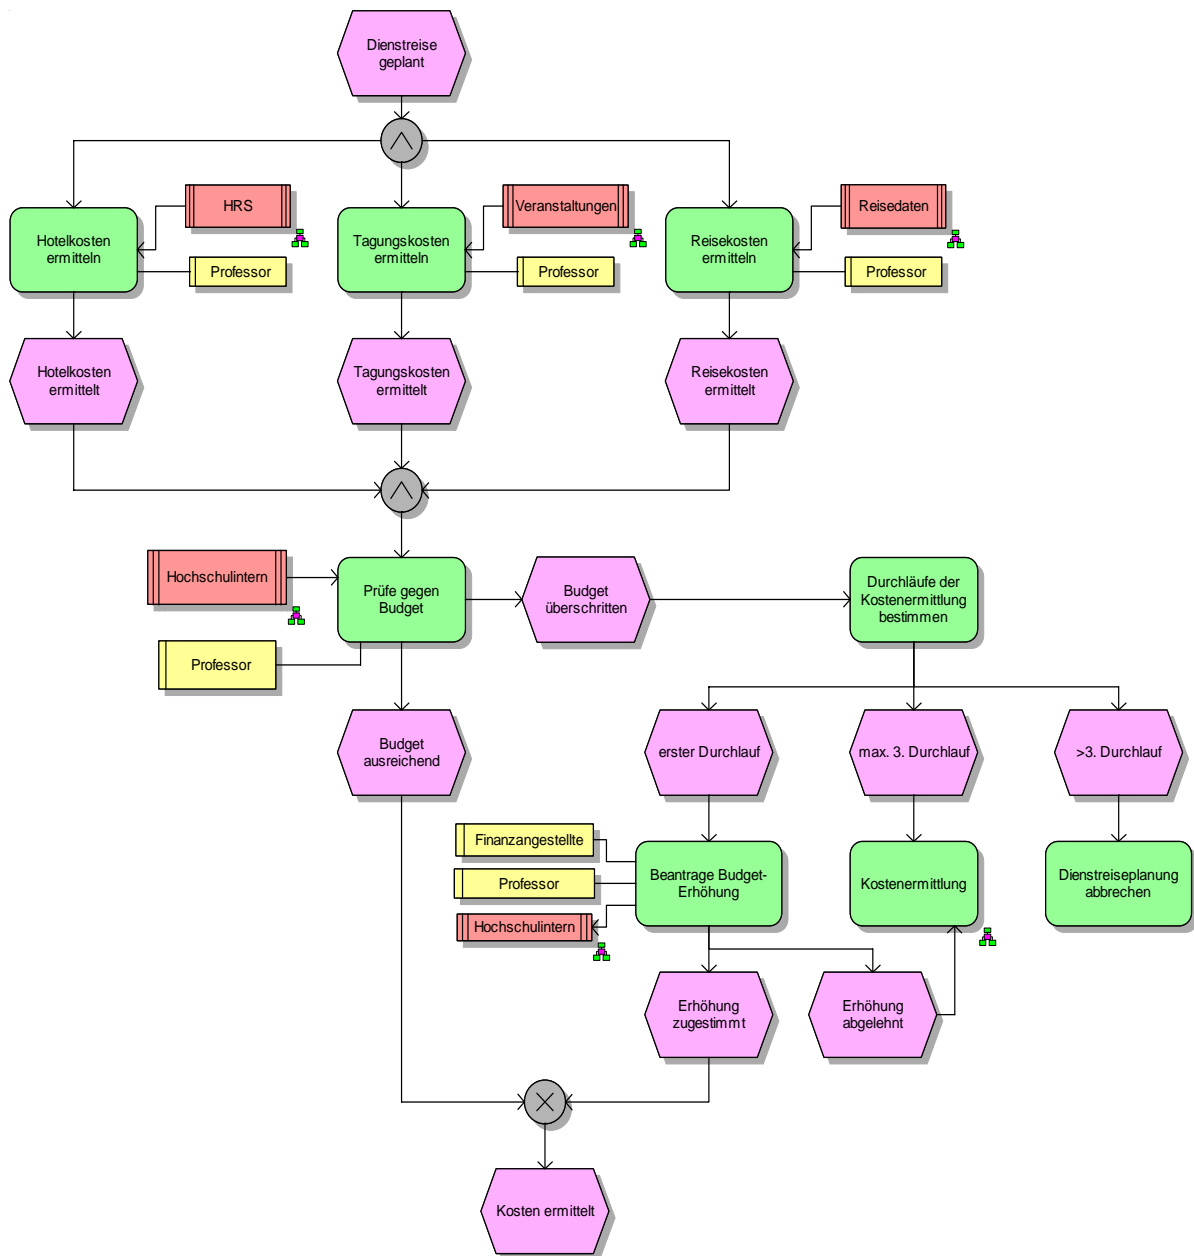 Dienstreise
geplant
HRS
Veranstaltungen
Reisedaten
Hotelkosten
ermitteln
Tagungskosten
ermitteln
Reisekosten
ermitteln
Professor
Professor
Professor
Hotelkosten
ermittelt
Tagungskosten
ermittelt
Reisekosten
ermittelt
Hochschulintern
Prüfe gegen
Budget
Budget
überschritten
Durchläufe der
Kostenermittlung
bestimmen
Professor
Budget
ausreichend
erster Durchlauf
max. 3. Durchlauf
>3. Durchlauf
Finanzangestellte
Professor
Hochschulintern
Beantrage Budget-
Erhöhung
Kostenermittlung
Dienstreiseplanung
abbrechen
Erhöhung
zugestimmt
Erhöhung
abgelehnt
Kosten ermittelt